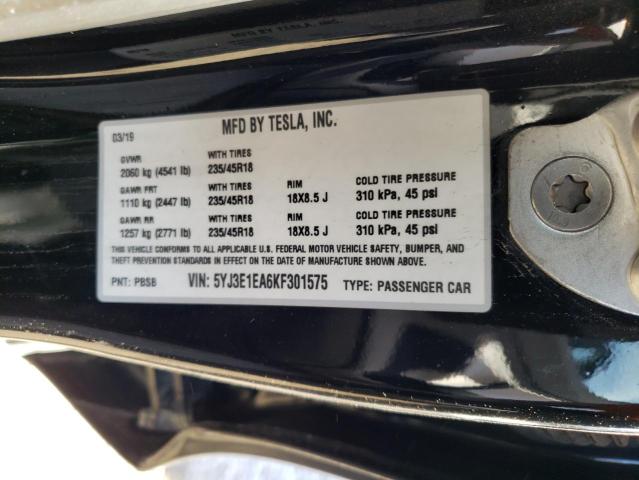 MFD BY TESLA, INC.
03/19 MFD BY TESLA, INC.
GVWR WITH TIRES
2060 kg (4541 lb) 235/45R18
GAWR FRT WITH TIRES RIM COLD TIRE PRESSURE
1110 kg (2447 lb) 235/45R18 18X8.5 J 310 kPa, 45 psi
GAWR RR WITH TIRES RIM COLD TIRE PRESSURE
1257 kg (2771 lb) 235/45R18 18X8.5 J 310 kPa, 45 psi
THIS VEHICLE CONFORMS TO ALL APPLICABLE U.S. FEDERAL MOTOR VEHICLE SAFETY, BUMPER, AND
THEFT PREVENTION STANDARDS IN EFFECT ON THE DATE OF MANUFACTURE SHOWN ABOVE.
PNT: PBSB VIN: 5YJ3E1EA6KF301575 TYPE: PASSENGER CAR